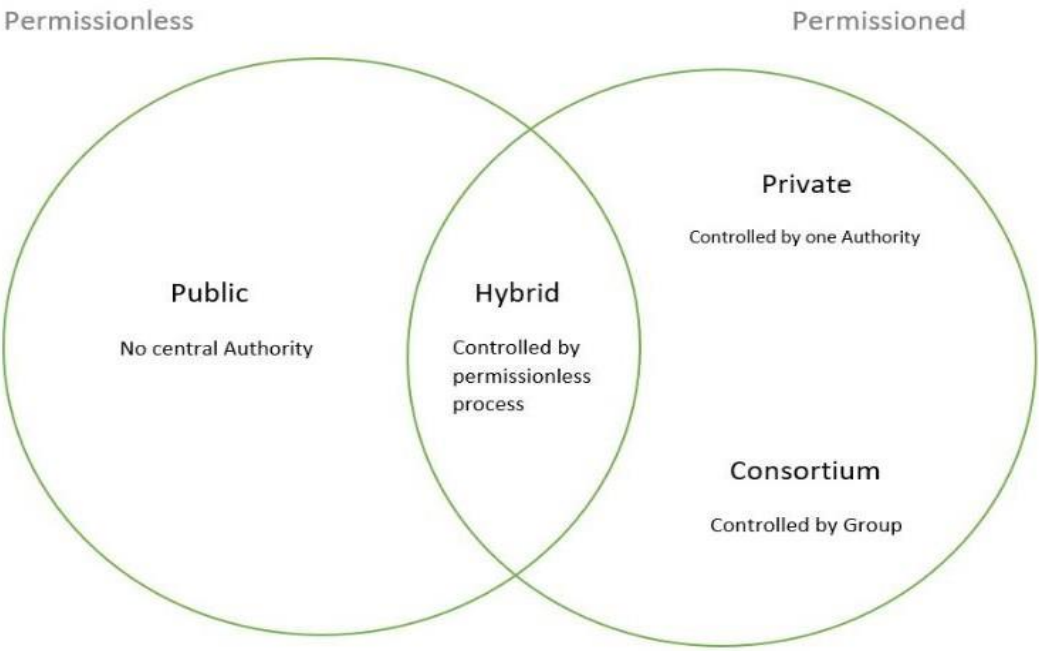 Permissionless
Permissioned
Public
No central Authority
Hybrid
Controlled by
permissionless
process
Private
Controlled by one Authority
Consortium
Controlled by Group